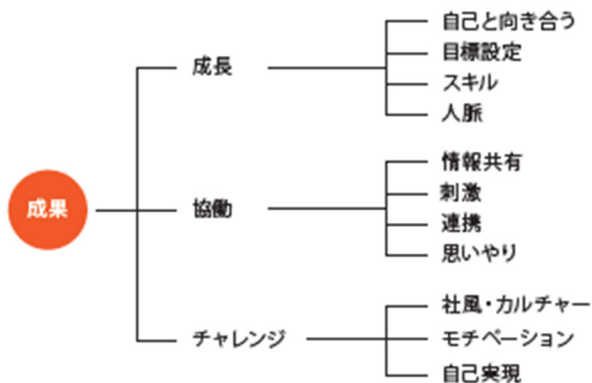 成果
成長
自己と向き合う
目標設定
スキル
人脈
協働
情報共有
刺激
連携
思いやり
チャレンジ
社風・カルチャー
モチベーション
自己実現